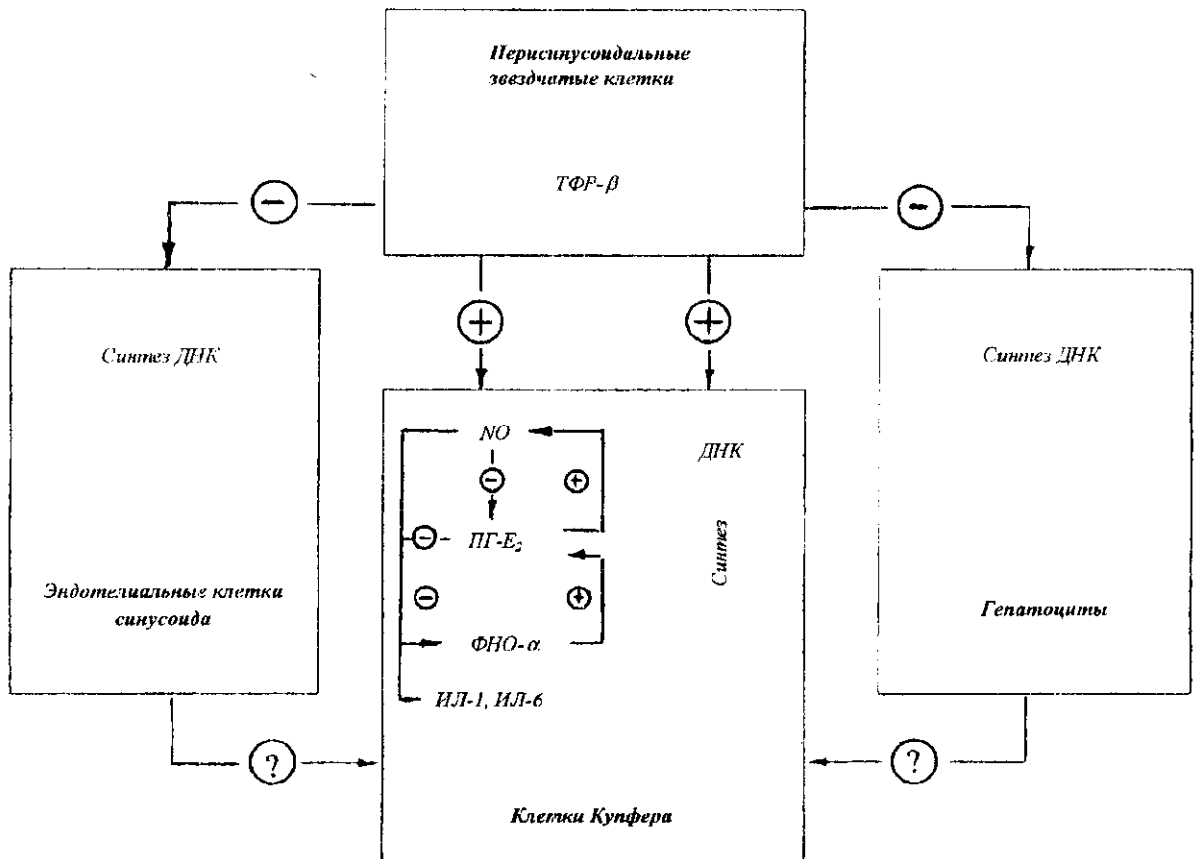 Перисинусоидальные
звездчатые клетки
ТФР-β
−
−
+
+
Синтез ДНК
Синтез ДНК
NO
ДНК
−
+
−
ПГ-E₂
Синтез
−
+
Эндотелиальные клетки
синусоида
Гепатоциты
ФНО-α
ИЛ-1, ИЛ-6
?
?
Клетки Купфера